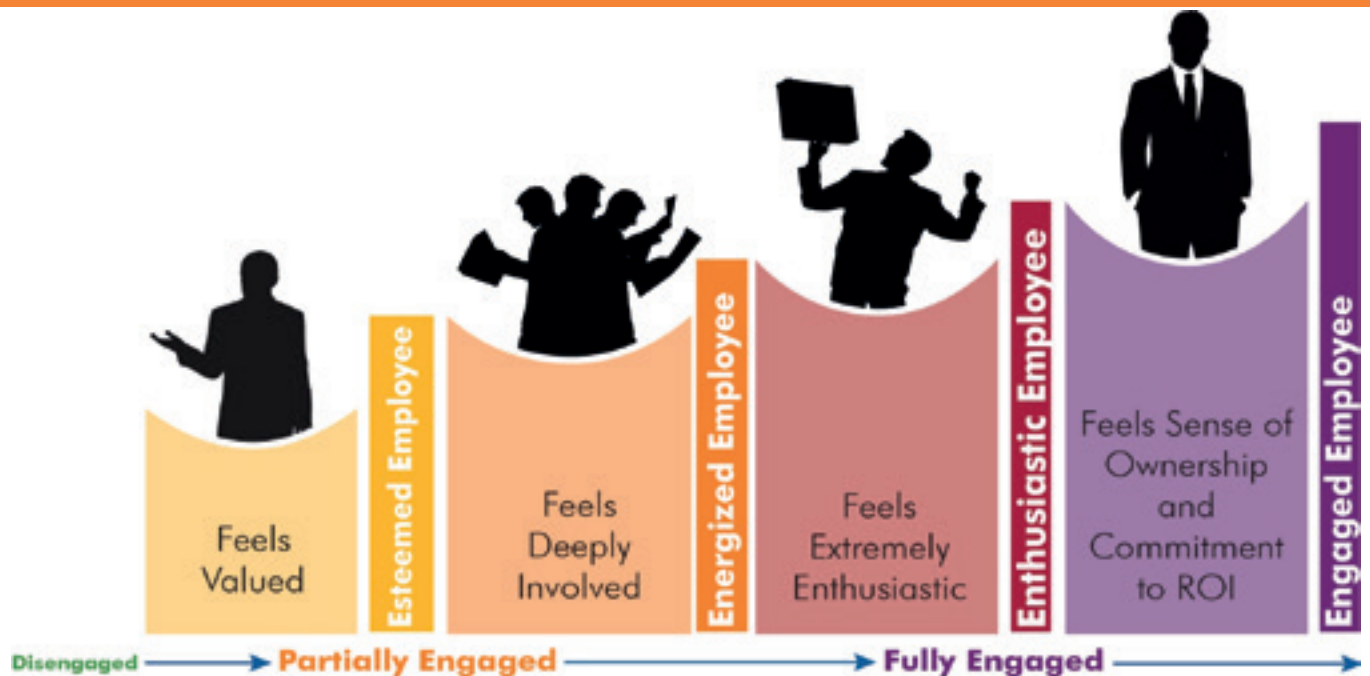 Feels
Valued
Esteemed Employee
Feels
Deeply
Involved
Energized Employee
Feels
Extremely
Enthusiastic
Enthusiastic Employee
Feels Sense of
Ownership
and
Commitment
to ROI
Engaged Employee
Disengaged
Partially Engaged
Fully Engaged